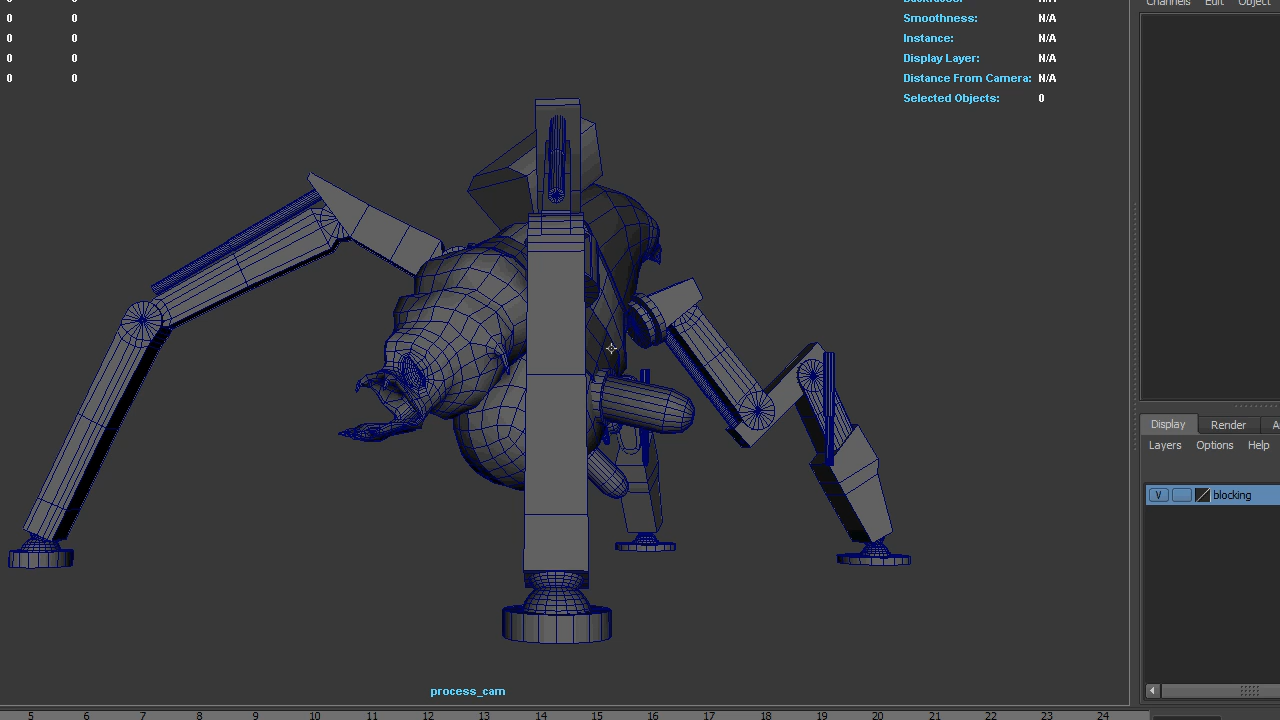 Channels Edit Object
0 0
Smoothness: N/A
0 0
Instance: N/A
0 0
Display Layer: N/A
0 0
Distance From Camera: N/A
Selected Objects: 0
Display Render
Layers Options Help
V blocking
process_cam
5 6 7 8 9 10 11 12 13 14 15 16 17 18 19 20 21 22 23 24